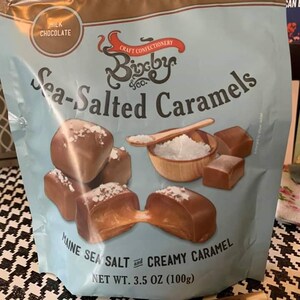 MILK
CHOCOLATE
CRAFT CONFECTIONERY
Bixby
& CO.
Sea-Salted Caramels
MAINE SEA SALT and CREAMY CARAMEL
NET WT. 3.5 OZ (100g)